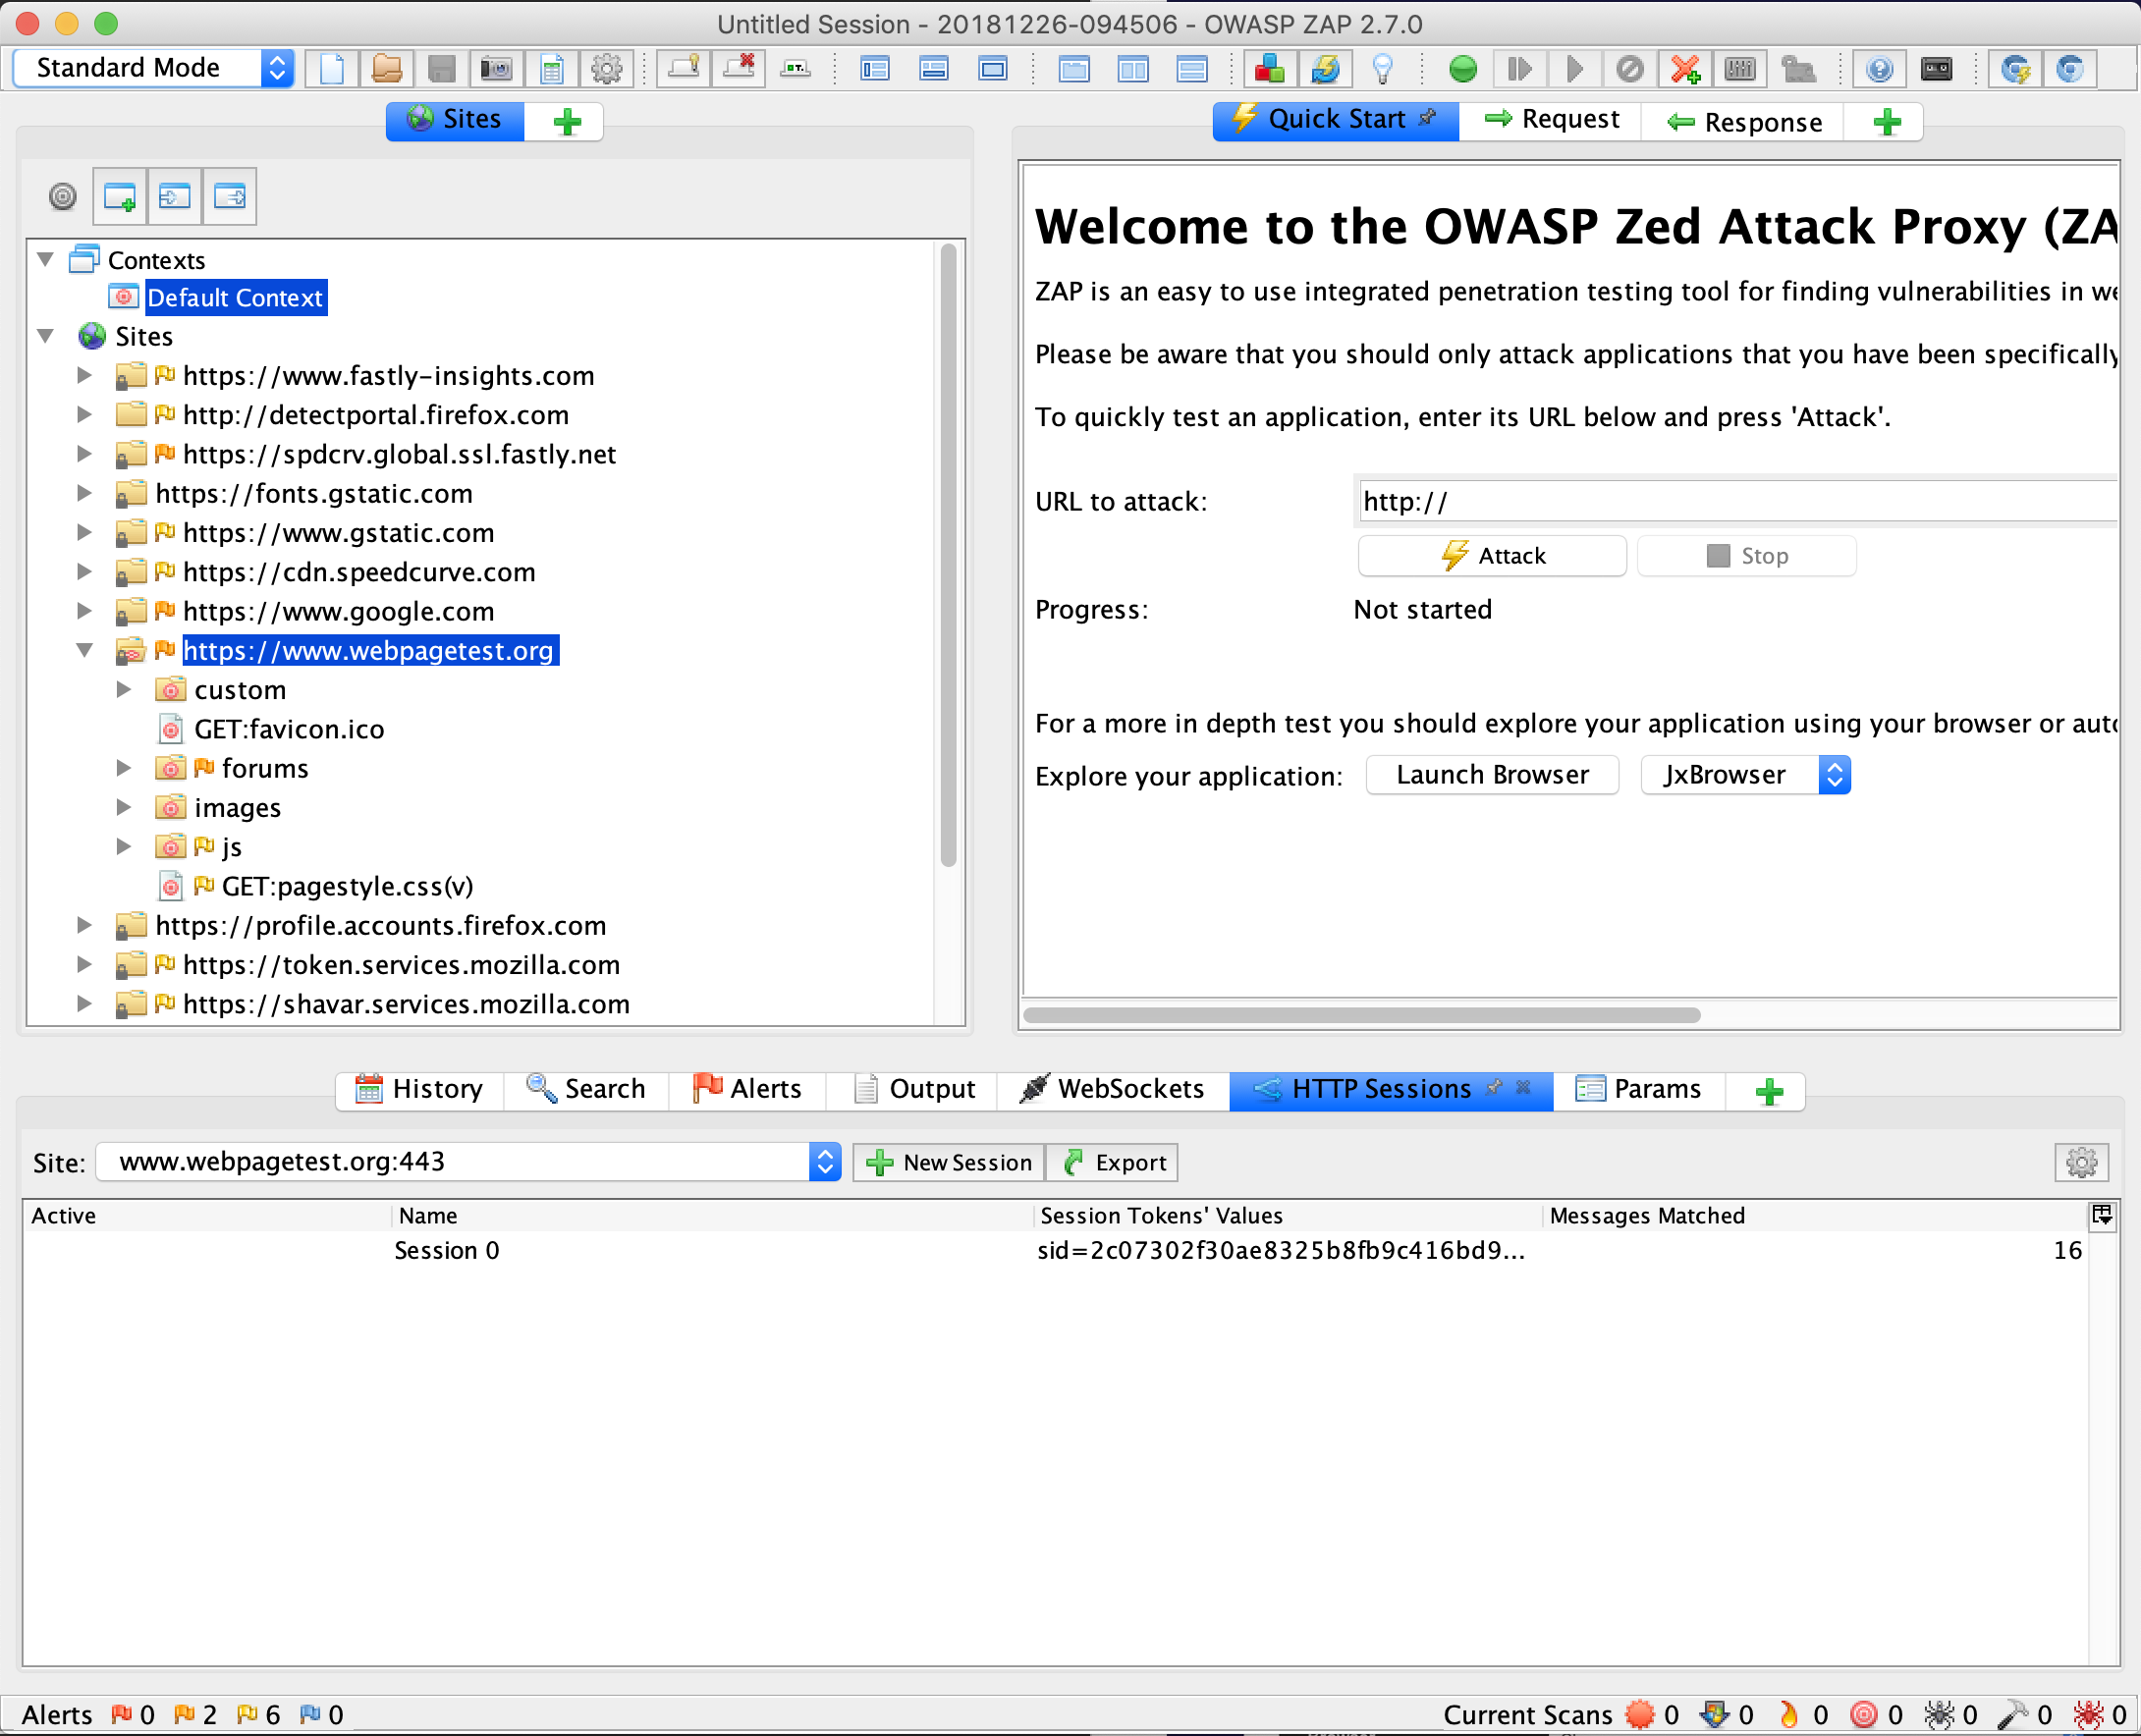 Untitled Session - 20181226-094506 - OWASP ZAP 2.7.0
Standard Mode
Sites
Quick Start
Request
Response
Contexts
Default Context
Sites
https://www.fastly-insights.com
http://detectportal.firefox.com
https://spdcrv.global.ssl.fastly.net
https://fonts.gstatic.com
https://www.gstatic.com
https://cdn.speedcurve.com
https://www.google.com
https://www.webpagetest.org
custom
GET:favicon.ico
forums
images
js
GET:pagestyle.css(v)
https://profile.accounts.firefox.com
https://token.services.mozilla.com
https://shavar.services.mozilla.com
Welcome to the OWASP Zed Attack Proxy (ZA
ZAP is an easy to use integrated penetration testing tool for finding vulnerabilities in we
Please be aware that you should only attack applications that you have been specifically
To quickly test an application, enter its URL below and press 'Attack'.
URL to attack: http://
Attack Stop
Progress: Not started
For a more in depth test you should explore your application using your browser or auto
Explore your application: Launch Browser JxBrowser
History Search Alerts Output WebSockets HTTP Sessions Params
Site: www.webpagetest.org:443 New Session Export
Active Name Session Tokens' Values Messages Matched
Session 0 sid=2c07302f30ae8325b8fb9c416bd9... 16
Alerts 0 2 6 0 Current Scans 0 0 0 0 0 0 0